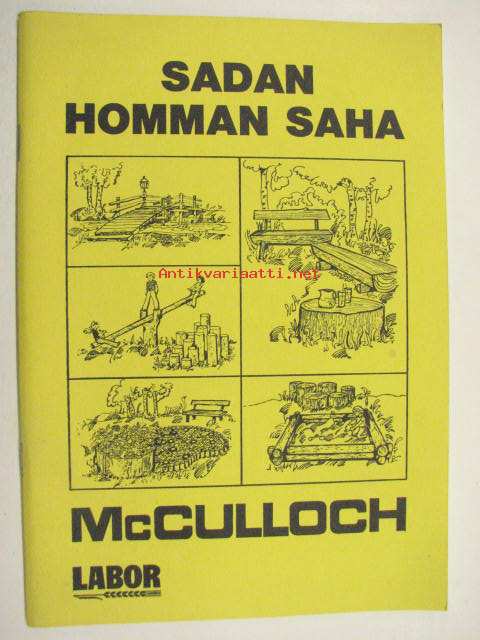 SADAN
HOMMAN SAHA
Antikvariaatti.net
McCULLOCH
LABOR